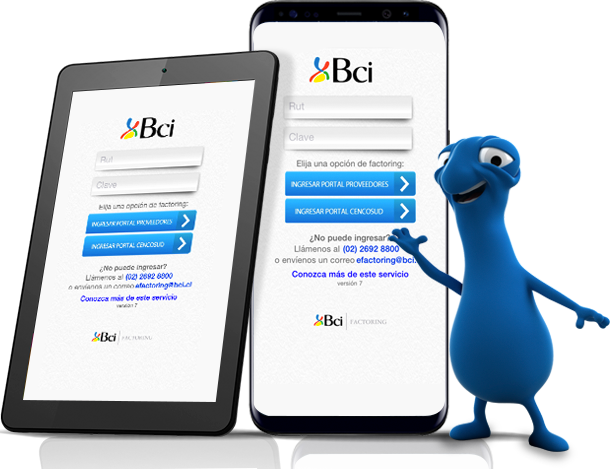 Bci
Rut
Clave
Elija una opción de factoring:
INGRESAR PORTAL PROVEEDORES
INGRESAR PORTAL CENCOSUD
¿No puede ingresar?
Llámenos al (02) 2692 8800
o envíenos un correo efactoring@bci.cl
Conozca más de este servicio
versión 7
Bci FACTORING
Bci
Rut
Clave
Elija una opción de factoring:
INGRESAR PORTAL PROVEEDORES
INGRESAR PORTAL CENCOSUD
¿No puede ingresar?
Llámenos al (02) 2692 8800
o envíenos un correo efactoring@bci.
Conozca más de este servicio
versión 7
Bci FACTORING